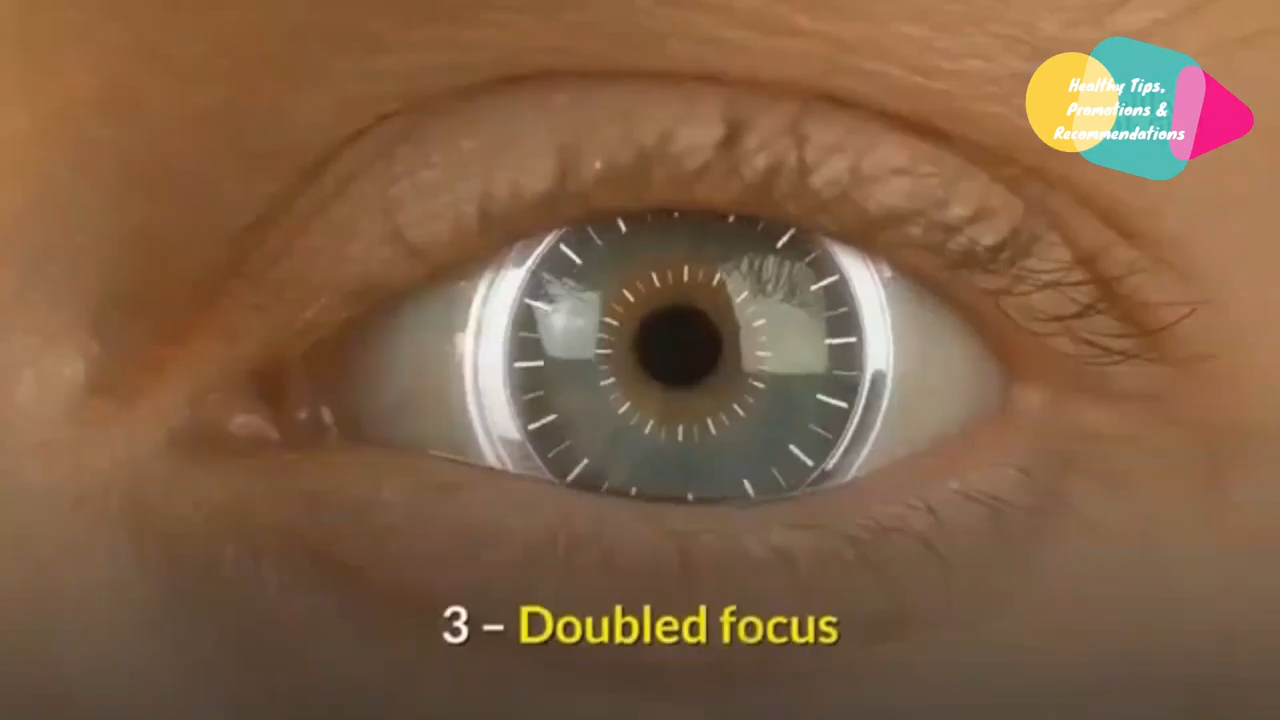 Healthy Tips,
Promotions &
Recommendations
3 – Doubled focus